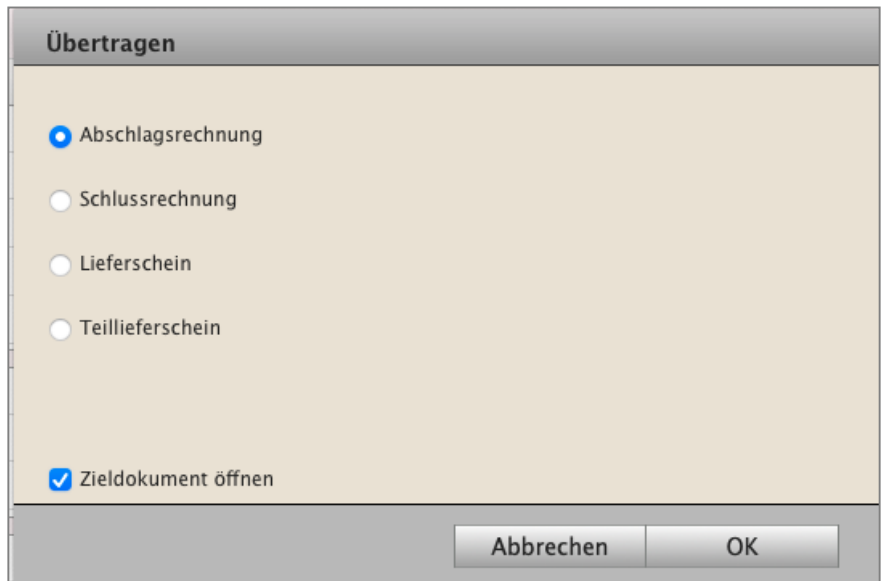 Übertragen
Abschlagsrechnung
Schlussrechnung
Lieferschein
Teillieferschein
Zieldokument öffnen
Abbrechen OK